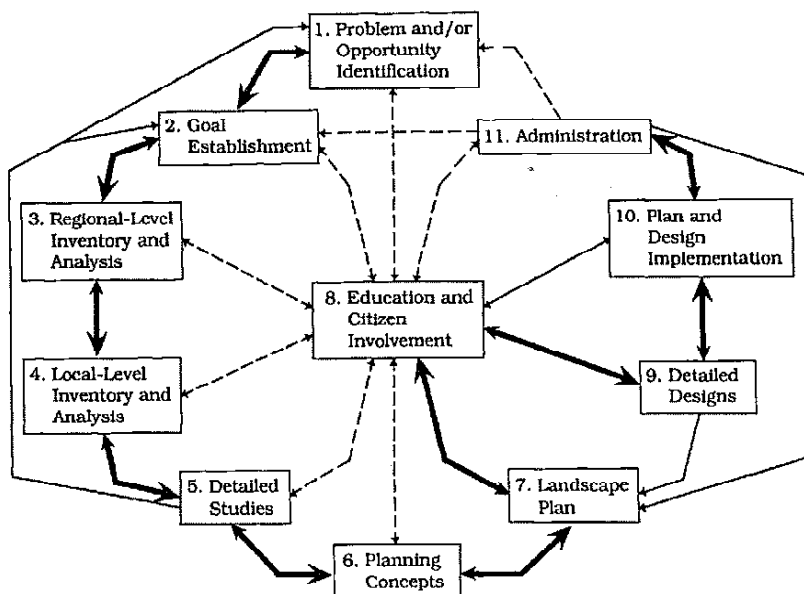 1. Problem and/or
Opportunity
Identification
2. Goal
Establishment
11. Administration
3. Regional-Level
Inventory and
Analysis
10. Plan and
Design
Implementation
8. Education and
Citizen
Involvement
4. Local-Level
Inventory and
Analysis
9. Detailed
Designs
5. Detailed
Studies
7. Landscape
Plan
6. Planning
Concepts